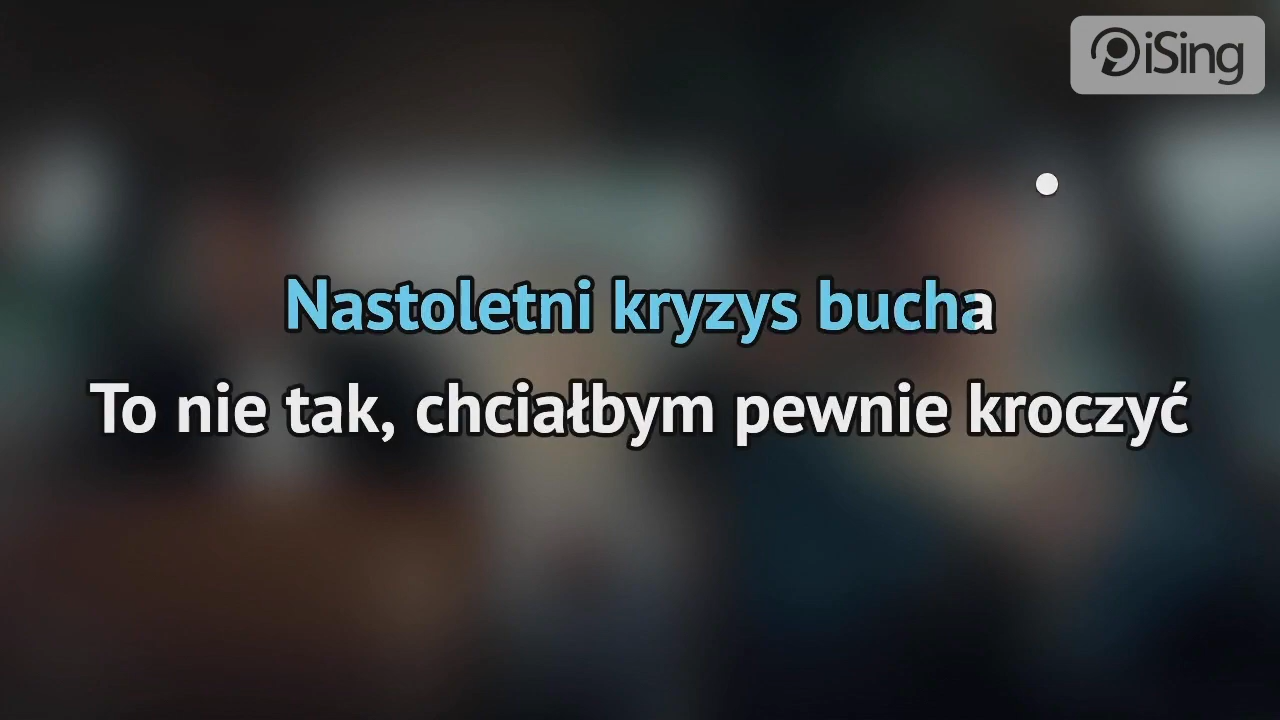 iSing
Nastoletni kryzys bucha
To nie tak, chciałbym pewnie kroczyć